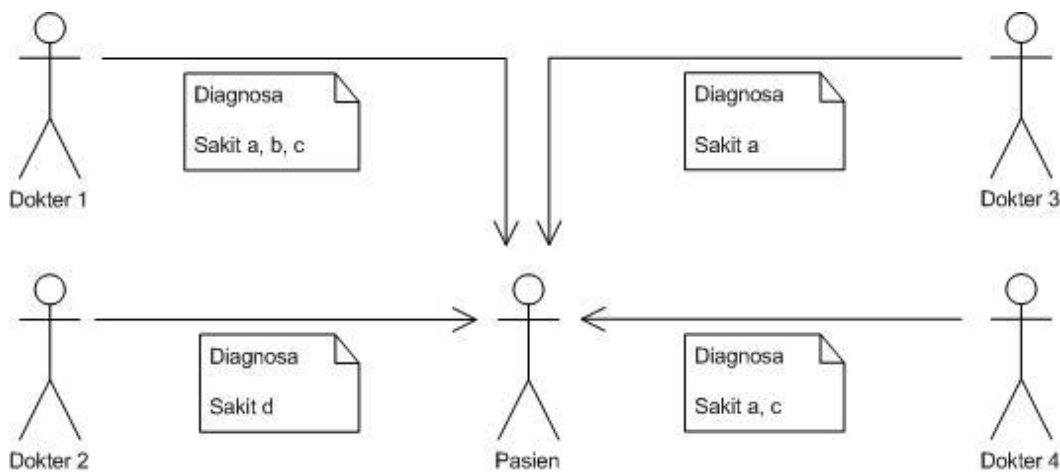 Diagnosa
Sakit a, b, c
Dokter 1
Diagnosa
Sakit a
Dokter 3
Diagnosa
Sakit d
Dokter 2
Pasien
Diagnosa
Sakit a, c
Dokter 4